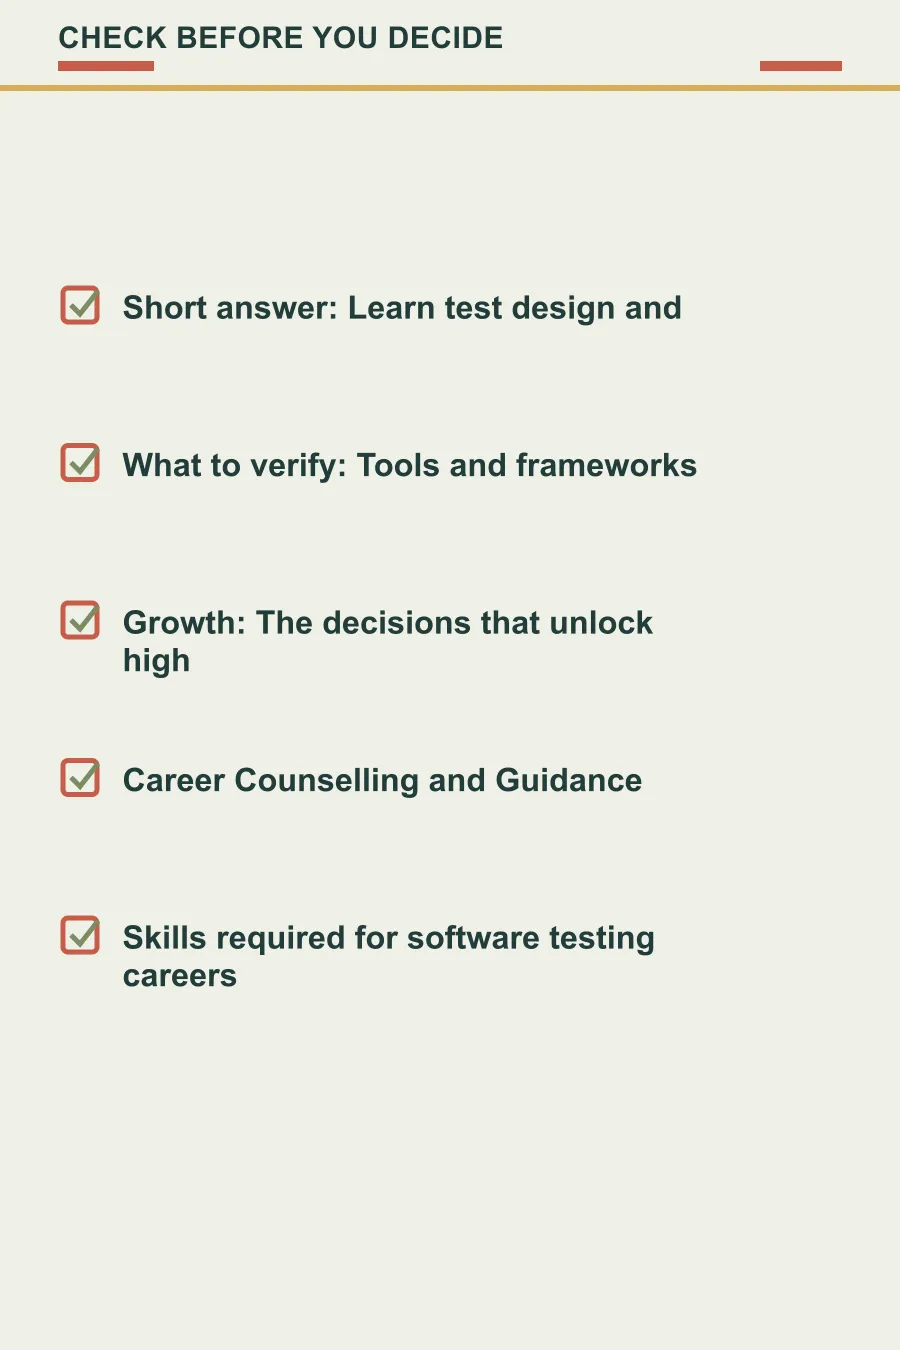 CHECK BEFORE YOU DECIDE
Short answer: Learn test design and
What to verify: Tools and frameworks
Growth: The decisions that unlock
high
Career Counselling and Guidance
Skills required for software testing
careers